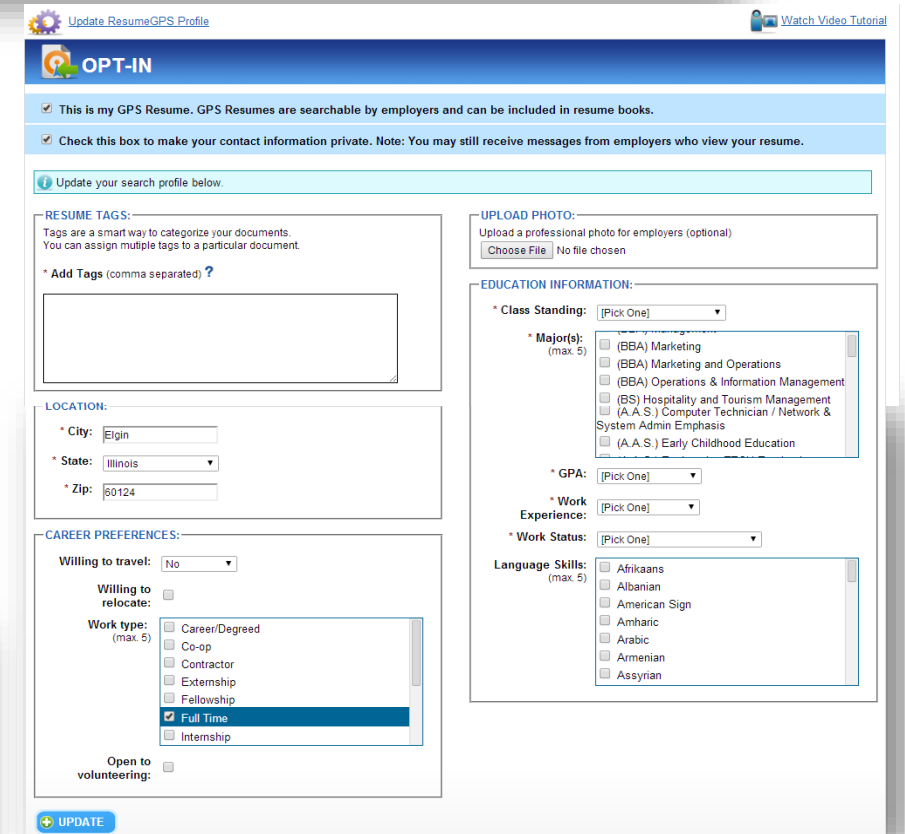 Update ResumeGPS Profile
Watch Video Tutorial
OPT-IN
This is my GPS Resume. GPS Resumes are searchable by employers and can be included in resume books.
Check this box to make your contact information private. Note: You may still receive messages from employers who view your resume.
Update your search profile below.
RESUME TAGS:
Tags are a smart way to categorize your documents.
You can assign mutiple tags to a particular document.
* Add Tags (comma separated) ?
LOCATION:
* City: Elgin
* State: Illinois
* Zip: 60124
CAREER PREFERENCES:
Willing to travel: No
Willing to
relocate:
Work type:
(max. 5)
Career/Degreed
Co-op
Contractor
Externship
Fellowship
Full Time
Internship
Open to
volunteering:
UPDATE
UPLOAD PHOTO:
Upload a professional photo for employers (optional)
Choose File No file chosen
EDUCATION INFORMATION:
* Class Standing: [Pick One]
* Major(s):
(max. 5)
(BBA) Marketing
(BBA) Marketing and Operations
(BBA) Operations & Information Management
(BS) Hospitality and Tourism Management
(A.A.S.) Computer Technician / Network &
System Admin Emphasis
(A.A.S.) Early Childhood Education
* GPA: [Pick One]
* Work
Experience: [Pick One]
* Work Status: [Pick One]
Language Skills:
(max. 5)
Afrikaans
Albanian
American Sign
Amharic
Arabic
Armenian
Assyrian